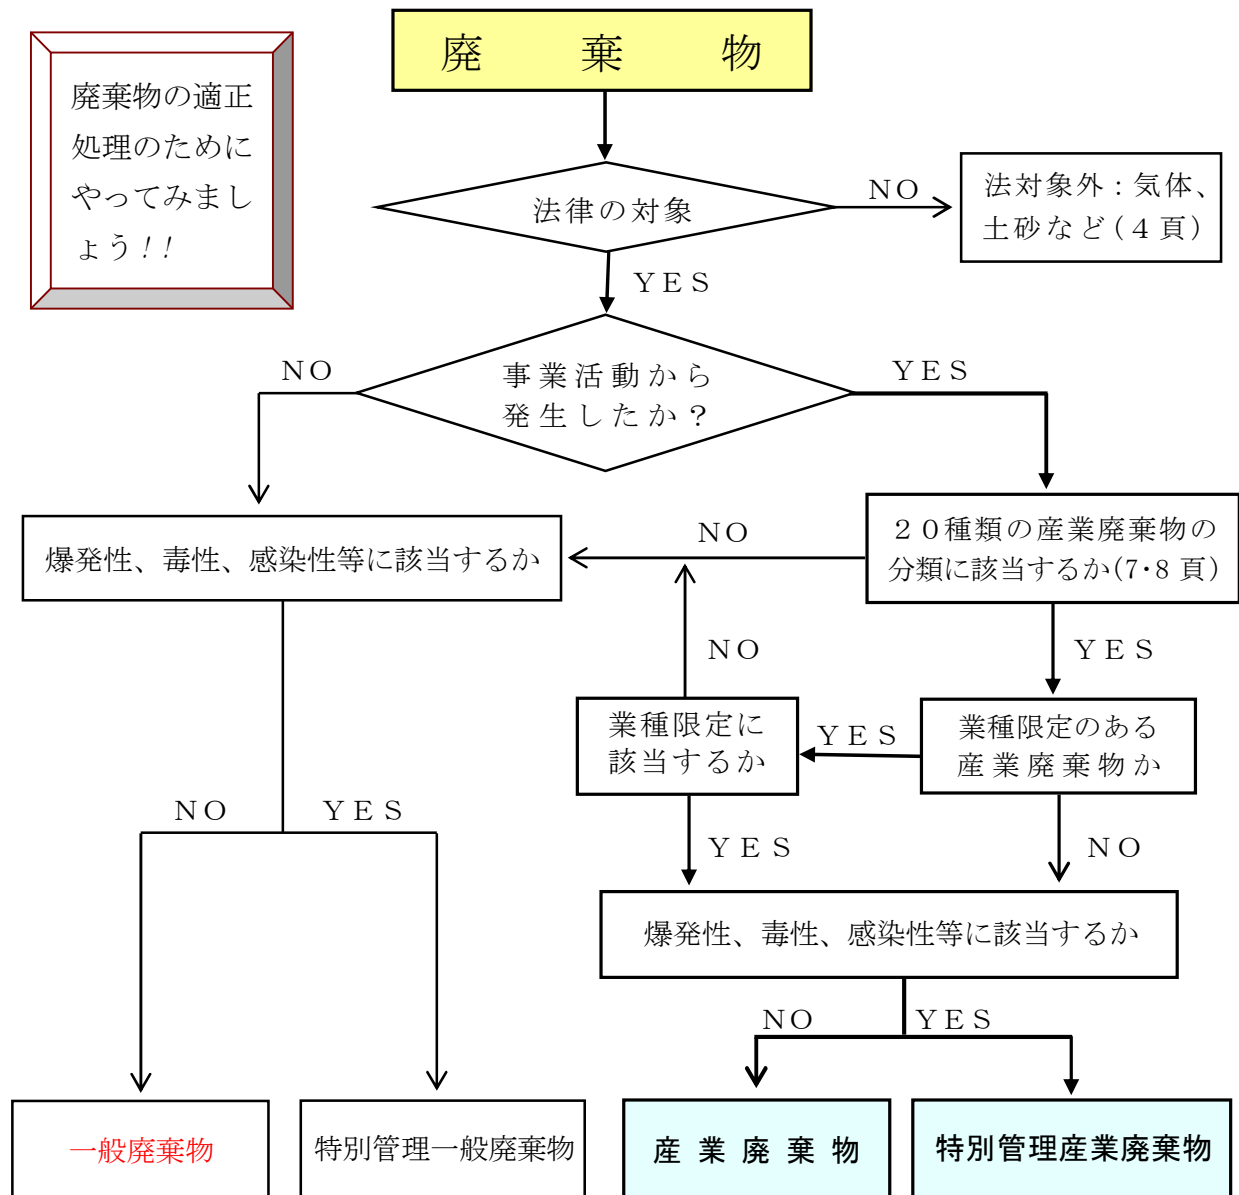 廃棄物
廃棄物の適正
処理のために
やってみまし
ょう!!
法律の対象
NO
法対象外：気体、
土砂など（４頁）
YES
事業活動から
発生したか？
NO
YES
爆発性、毒性、感染性等に該当するか
NO
２０種類の産業廃棄物の
分類に該当するか（7・8 頁）
YES
NO
業種限定に
該当するか
YES
業種限定のある
産業廃棄物か
NO
YES
YES
NO
爆発性、毒性、感染性等に該当するか
NO
YES
一般廃棄物
特別管理一般廃棄物
産業廃棄物
特別管理産業廃棄物